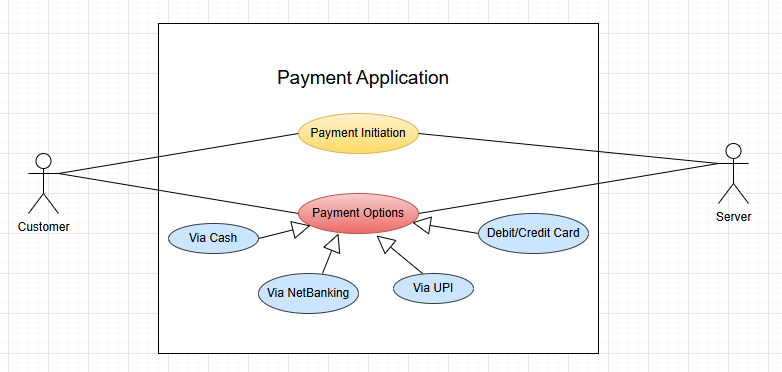 Payment Application
Payment Initiation
Customer
Server
Payment Options
Via Cash
Debit/Credit Card
Via NetBanking
Via UPI